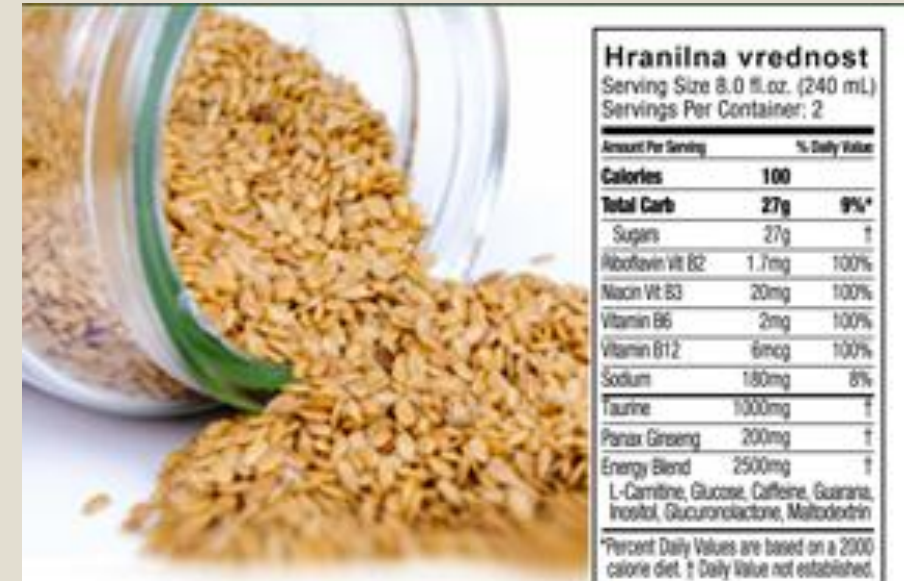 Hranilna vrednost
Serving Size 8.0 fl.oz. (240 mL)
Servings Per Container: 2
Amount Per Serving % Daily Value
Calories 100
Total Carb 27g 9%*
Sugars 27g †
Riboflavin Vit B2 1.7mg 100%
Niacin Vit B3 20mg 100%
Vitamin B6 2mg 100%
Vitamin B12 6mcg 100%
Sodium 180mg 8%
Taurine 1000mg †
Panax Ginseng 200mg †
Energy Blend 2500mg †
L-Carnitine, Glucose, Caffeine, Guarana,
Inositol, Glucuronolactone, Maltodextrin
*Percent Daily Values are based on a 2000
calorie diet. † Daily Value not established.